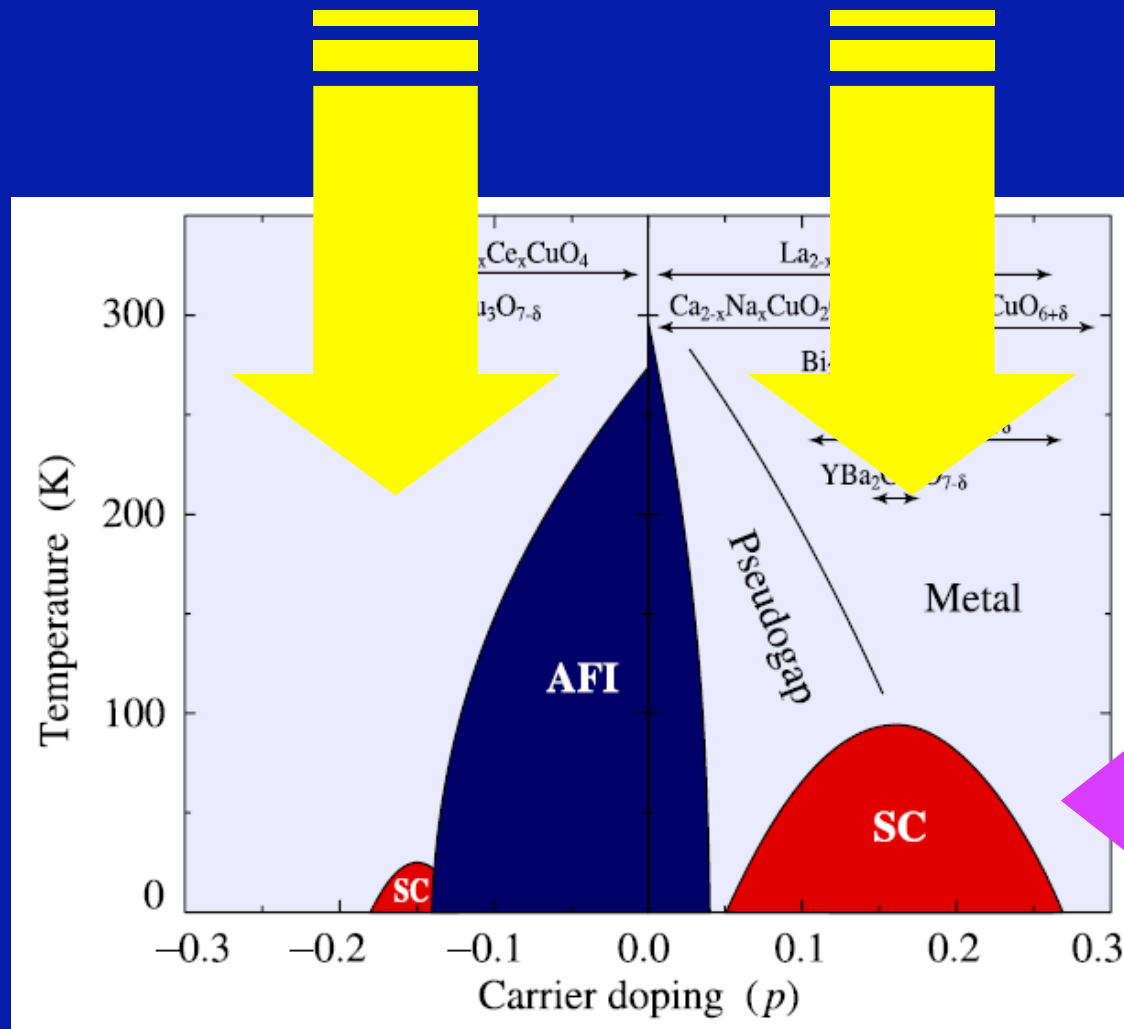 ₓCeₓCuO₄
La₂₋ₓ
300
u₃O₇₋δ
Ca₂₋ₓNaₓCuO₂
CuO₆₊δ
Bi
YBa₂
O₇₋δ
200
Pseudogap
Metal
Temperature (K)
AFI
100
SC
SC
0
−0.3 −0.2 −0.1 0.0 0.1 0.2 0.3
Carrier doping (p)